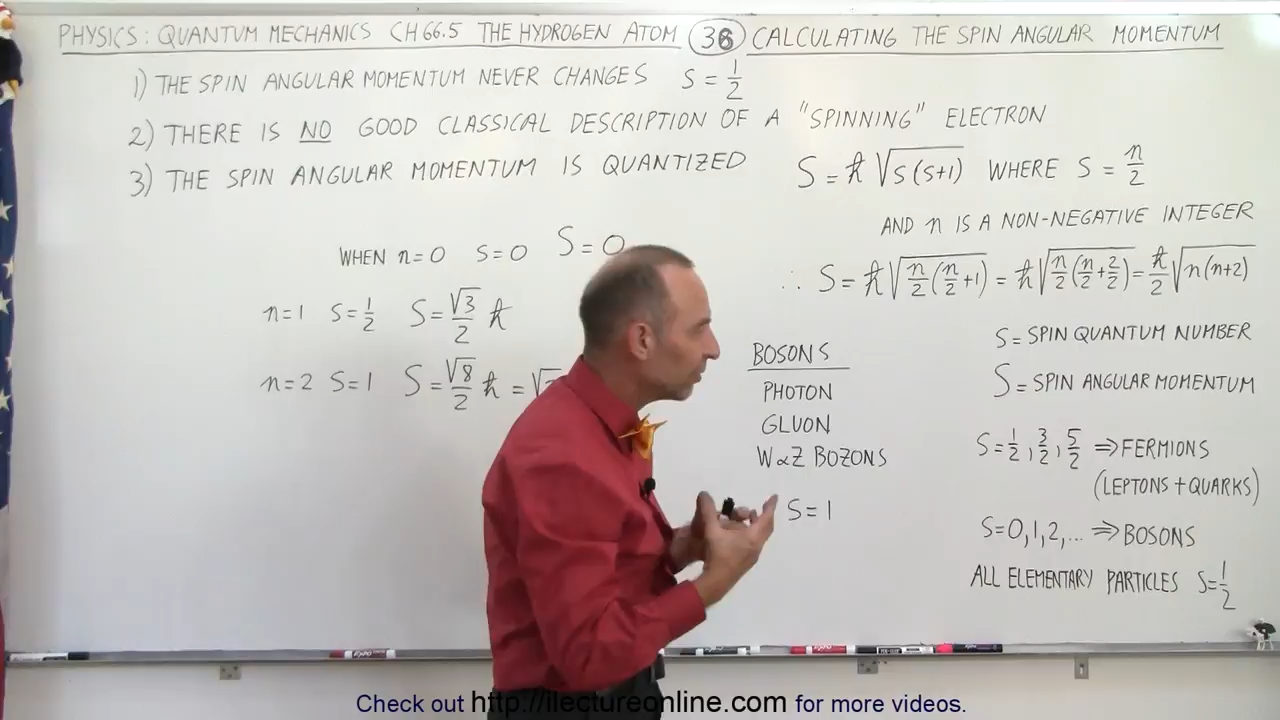 PHYSICS: QUANTUM MECHANICS CH 66.5 THE HYDROGEN ATOM 36 CALCULATING THE SPIN ANGULAR MOMENTUM
1) THE SPIN ANGULAR MOMENTUM NEVER CHANGES s = 1/2
2) THERE IS NO GOOD CLASSICAL DESCRIPTION OF A "SPINNING" ELECTRON
3) THE SPIN ANGULAR MOMENTUM IS QUANTIZED S = ħ √s(s+1) WHERE s = n/2
AND n IS A NON-NEGATIVE INTEGER
WHEN n=0 s=0 S=0
∴ S = ħ√n/2(n/2+1) = ħ√n/2(n/2+2/2) = ħ/2 √n(n+2)
n=1 s=1/2 S=√3/2 ħ
n=2 s=1 S=√8/2 ħ =
BOSONS
PHOTON
GLUON
W & Z BOZONS
s=1
s = SPIN QUANTUM NUMBER
S = SPIN ANGULAR MOMENTUM
s=1/2, 3/2, 5/2 ⇒ FERMIONS
(LEPTONS + QUARKS)
s=0,1,2,... ⇒ BOSONS
ALL ELEMENTARY PARTICLES s=1/2
Check out http://ilectureonline.com for more videos.